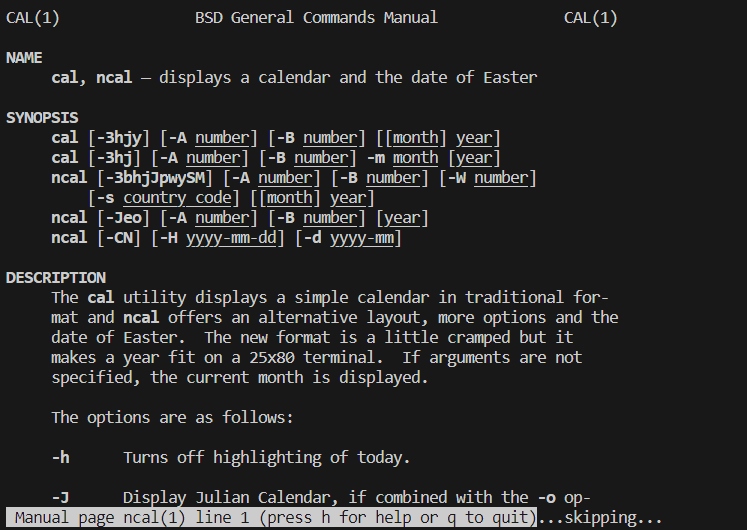 CAL(1)                    BSD General Commands Manual                    CAL(1)
NAME
cal, ncal — displays a calendar and the date of Easter
SYNOPSIS
cal [-3hjy] [-A number] [-B number] [[month] year]
cal [-3hj] [-A number] [-B number] -m month [year]
ncal [-3bhjJpwySM] [-A number] [-B number] [-W number]
[-s country_code] [[month] year]
ncal [-Jeo] [-A number] [-B number] [year]
ncal [-CN] [-H yyyy-mm-dd] [-d yyyy-mm]
DESCRIPTION
The cal utility displays a simple calendar in traditional for-
mat and ncal offers an alternative layout, more options and the
date of Easter.  The new format is a little cramped but it
makes a year fit on a 25x80 terminal.  If arguments are not
specified, the current month is displayed.
The options are as follows:
-h      Turns off highlighting of today.
-J      Display Julian Calendar, if combined with the -o op-
Manual page ncal(1) line 1 (press h for help or q to quit)...skipping...